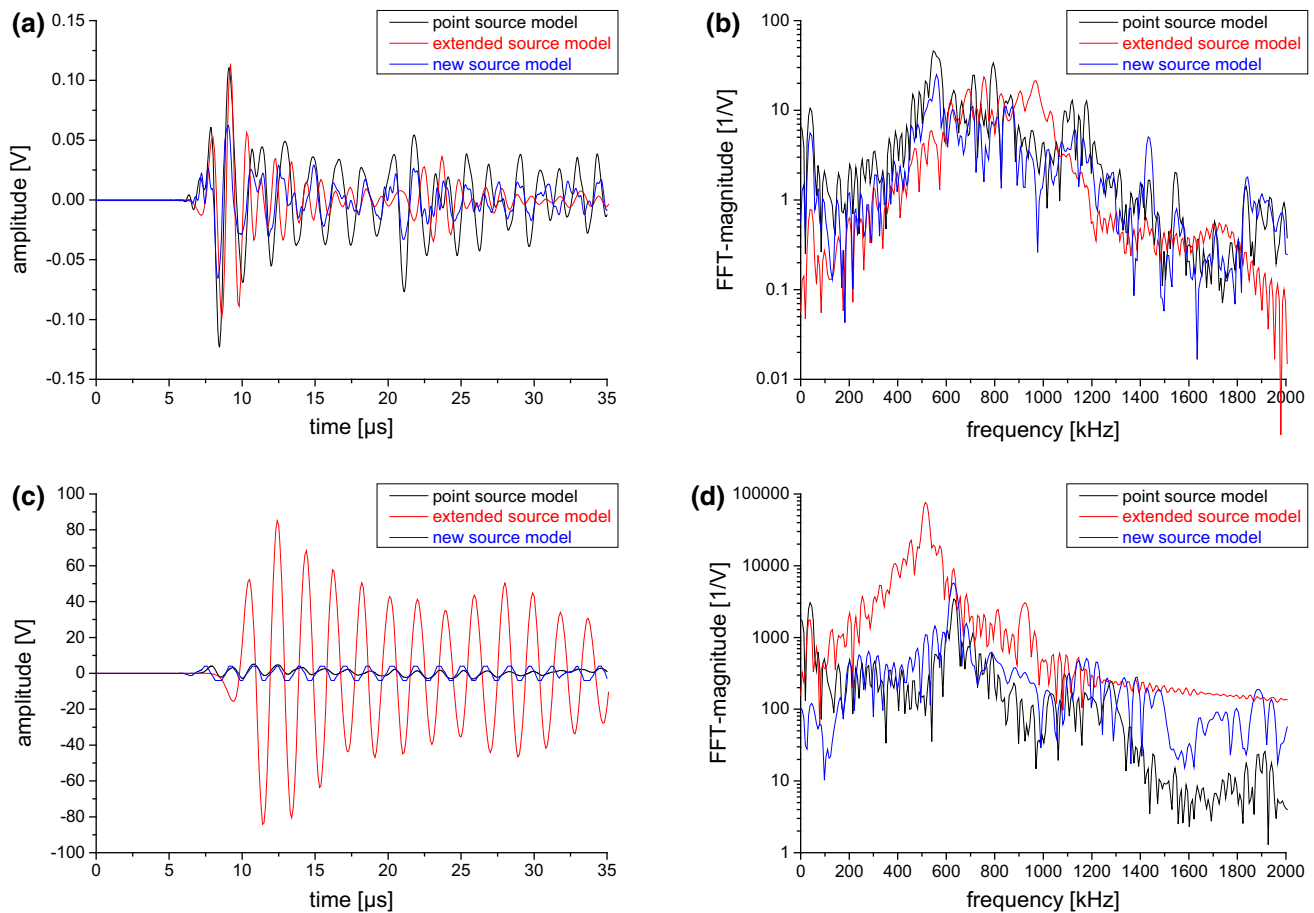 (a)
point source model
extended source model
new source model
0.15
0.10
0.05
0.00
-0.05
-0.10
-0.15
amplitude [V]
0 5 10 15 20 25 30 35
time [µs]
(b)
point source model
extended source model
new source model
100
10
1
0.1
0.01
FFT-magnitude [1/V]
0 200 400 600 800 1000 1200 1400 1600 1800 2000
frequency [kHz]
(c)
point source model
extended source model
new source model
100
80
60
40
20
0
-20
-40
-60
-80
-100
amplitude [V]
0 5 10 15 20 25 30 35
time [µs]
(d)
point source model
extended source model
new source model
100000
10000
1000
100
10
1
FFT-magnitude [1/V]
0 200 400 600 800 1000 1200 1400 1600 1800 2000
frequency [kHz]